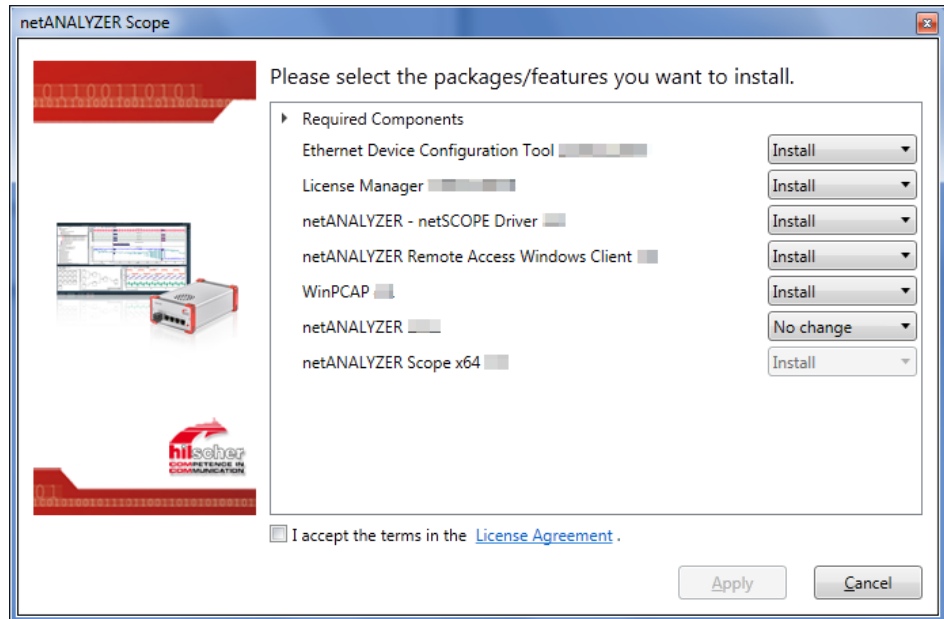 netANALYZER Scope
Please select the packages/features you want to install.
Required Components
Ethernet Device Configuration Tool Install
License Manager Install
netANALYZER - netSCOPE Driver Install
netANALYZER Remote Access Windows Client Install
WinPCAP Install
netANALYZER No change
netANALYZER Scope x64 Install
hilscher
COMPETENCE IN
COMMUNICATION
I accept the terms in the License Agreement .
Apply Cancel